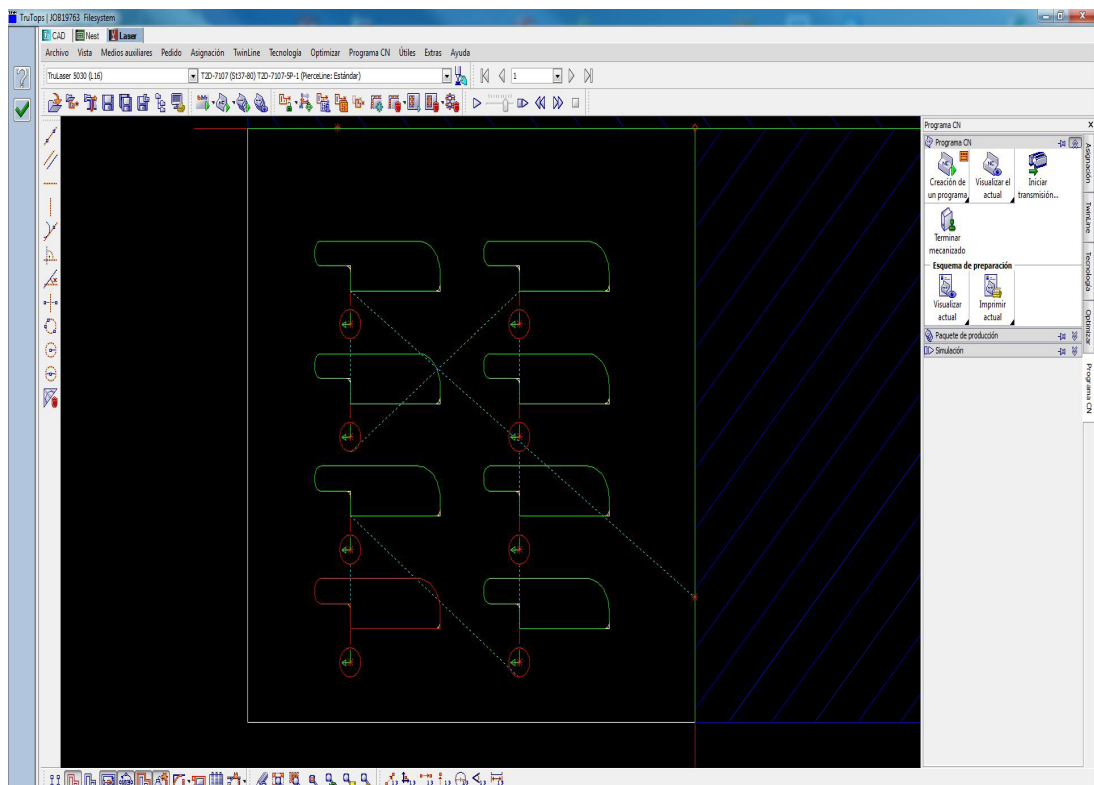 TruTops | JOB19763 Filesystem
CAD Nest Laser
Archivo Vista Medios auxiliares Pedido Asignación TwinLine Tecnología Optimizar Programa CN Útiles Extras Ayuda
TruLaser 5030 (L16) T2D-7107 (St37-80) T2D-7107-5P-1 (PierceLine: Estándar) 1
Programa CN X
Programa CN
Creación de un programa
Visualizar el actual
Iniciar transmisión...
Terminar mecanizado
Esquema de preparación
Visualizar actual
Imprimir actual
Paquete de producción
Simulación
Asignación
TwinLine
Tecnología
Optimizar
Programa CN